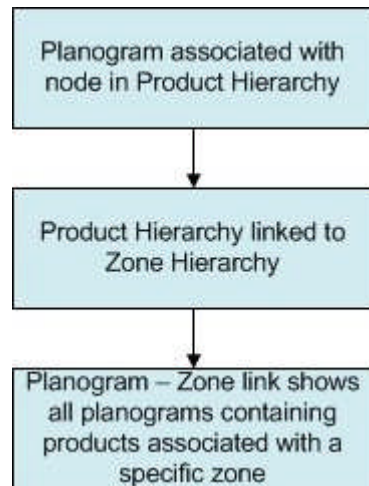 Planogram associated with
node in Product Hierarchy
Product Hierarchy linked to
Zone Hierarchy
Planogram – Zone link shows
all planograms containing
products associated with a
specific zone